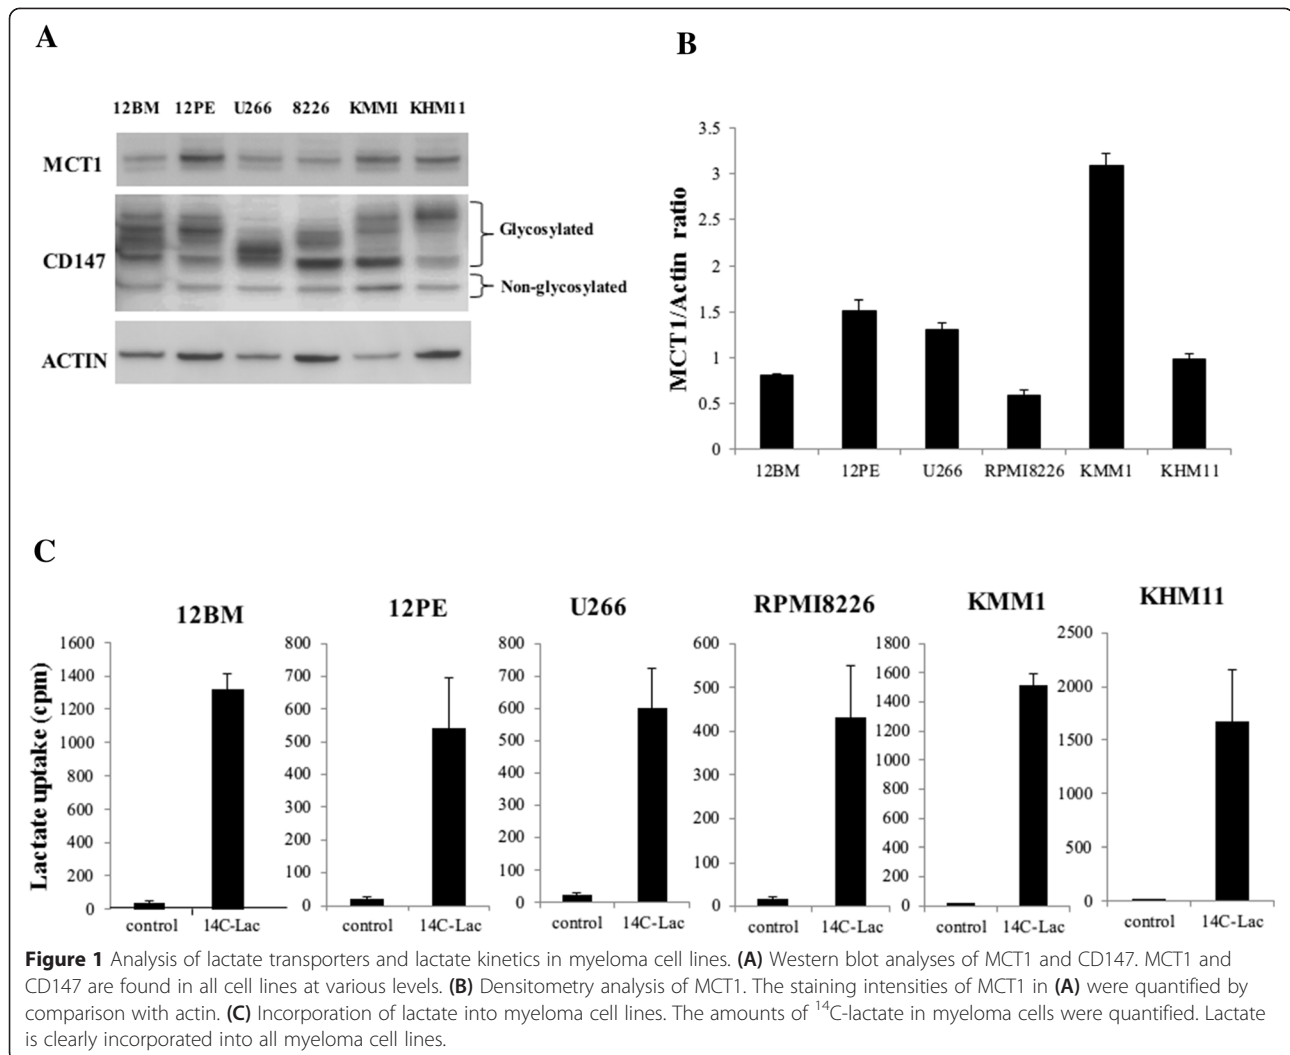 A
12BM 12PE U266 8226 KMM1 KHM11
MCT1
CD147
Glycosylated
Non-glycosylated
ACTIN
B
MCT1/Actin ratio
3.5
3
2.5
2
1.5
1
0.5
0
12BM 12PE U266 RPMI8226 KMM1 KHM11
C
Lactate uptake (cpm)
12BM
1600
1400
1200
1000
800
600
400
200
0
control 14C-Lac
12PE
800
700
600
500
400
300
200
100
0
control 14C-Lac
U266
800
700
600
500
400
300
200
100
0
control 14C-Lac
RPMI8226
600
500
400
300
200
100
0
control 14C-Lac
KMM1
1800
1600
1400
1200
1000
800
600
400
200
0
control 14C-Lac
KHM11
2500
2000
1500
1000
500
0
control 14C-Lac
Figure 1 Analysis of lactate transporters and lactate kinetics in myeloma cell lines. (A) Western blot analyses of MCT1 and CD147. MCT1 and
CD147 are found in all cell lines at various levels. (B) Densitometry analysis of MCT1. The staining intensities of MCT1 in (A) were quantified by
comparison with actin. (C) Incorporation of lactate into myeloma cell lines. The amounts of ¹⁴C-lactate in myeloma cells were quantified. Lactate
is clearly incorporated into all myeloma cell lines.